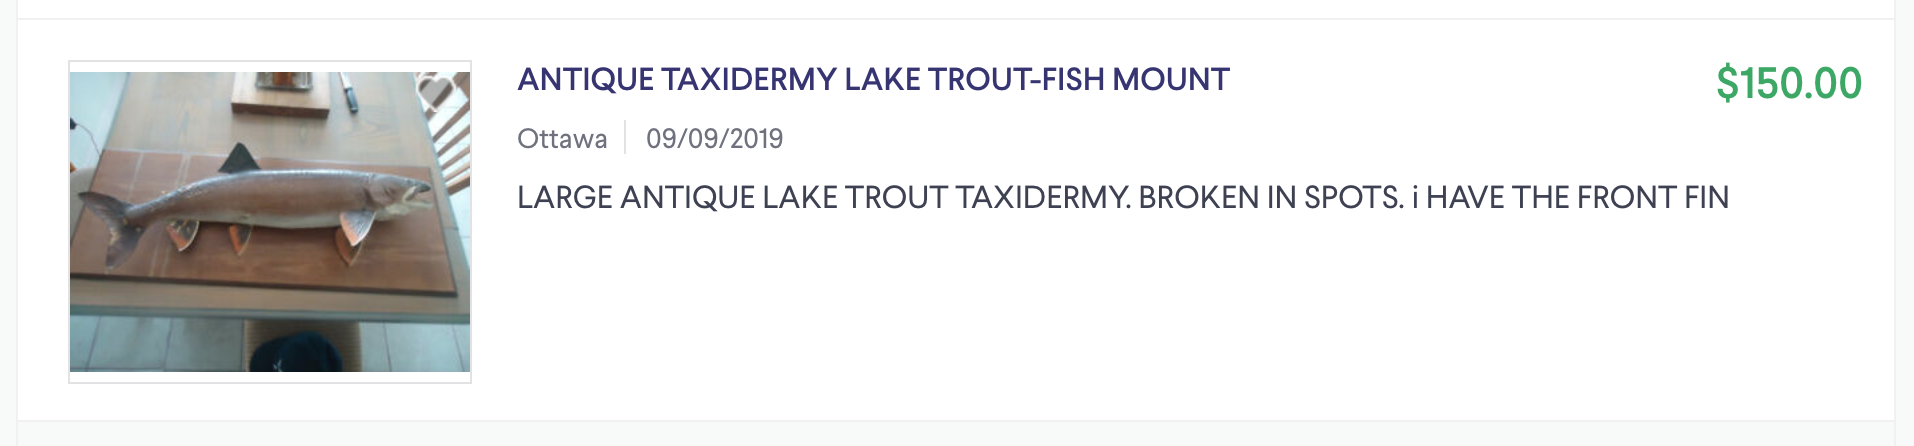 ANTIQUE TAXIDERMY LAKE TROUT-FISH MOUNT
$150.00
Ottawa
09/09/2019
LARGE ANTIQUE LAKE TROUT TAXIDERMY. BROKEN IN SPOTS. i HAVE THE FRONT FIN